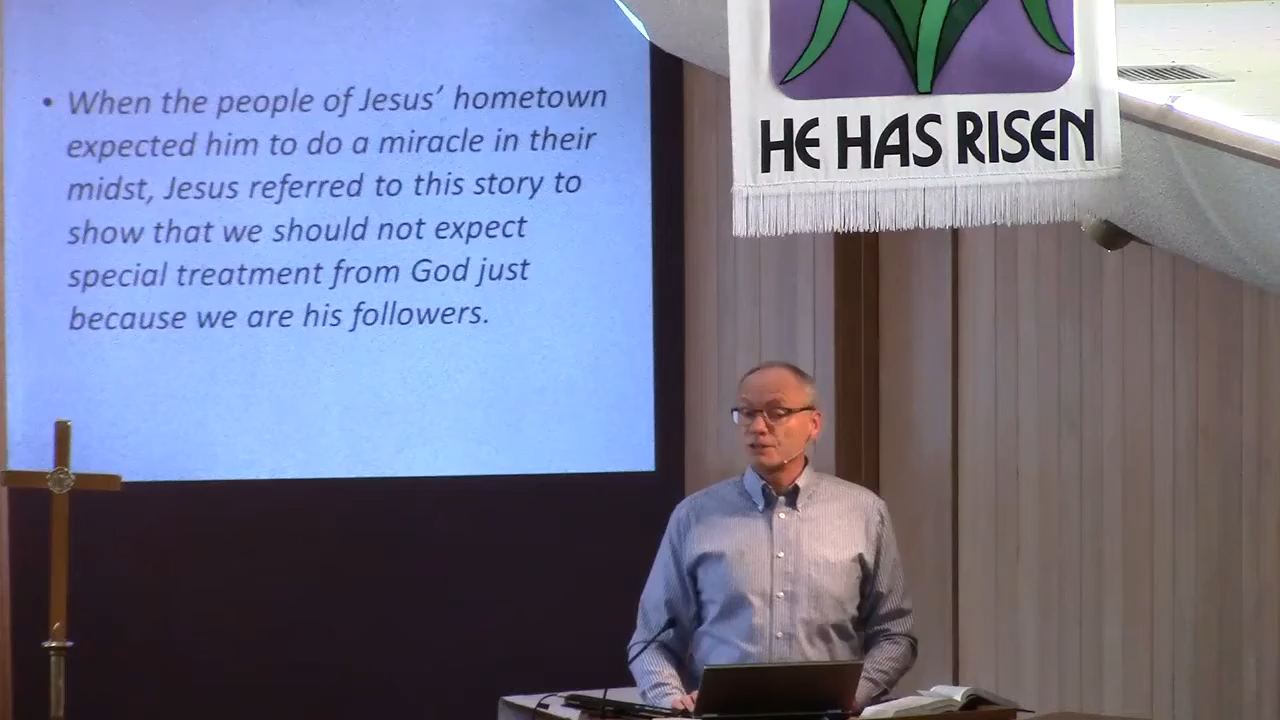 • When the people of Jesus’ hometown
expected him to do a miracle in their
midst, Jesus referred to this story to
show that we should not expect
special treatment from God just
because we are his followers.
HE HAS RISEN